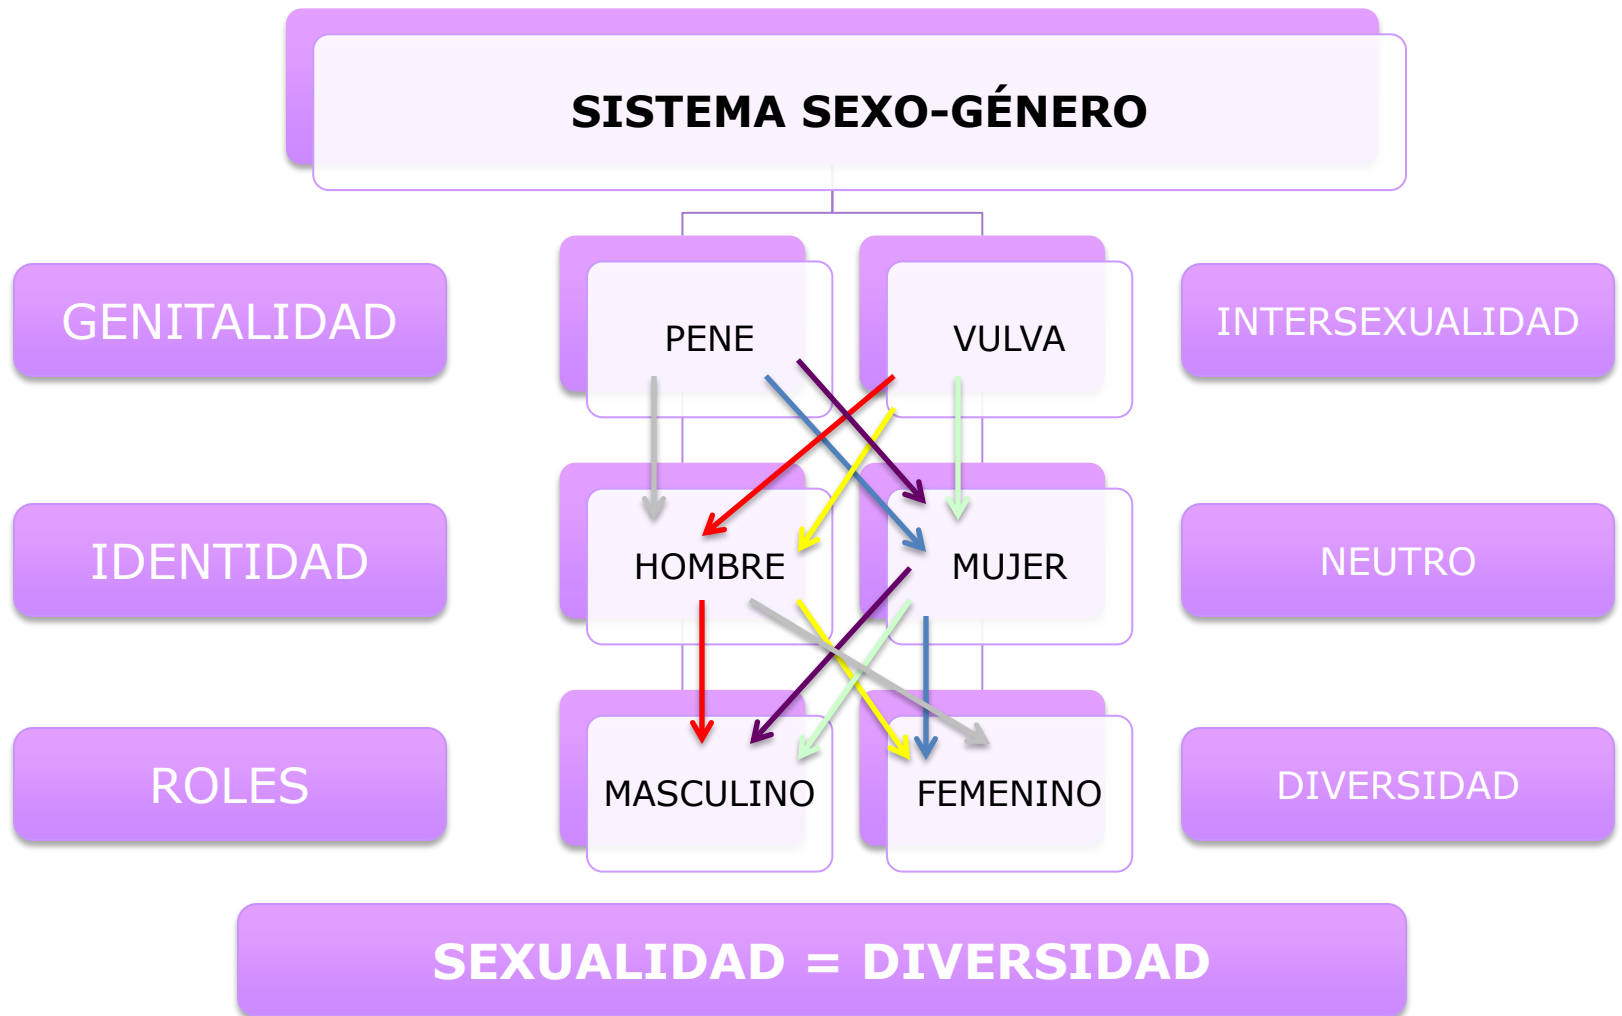 SISTEMA SEXO-GÉNERO
GENITALIDAD
PENE
VULVA
INTERSEXUALIDAD
IDENTIDAD
HOMBRE
MUJER
NEUTRO
ROLES
MASCULINO
FEMENINO
DIVERSIDAD
SEXUALIDAD = DIVERSIDAD